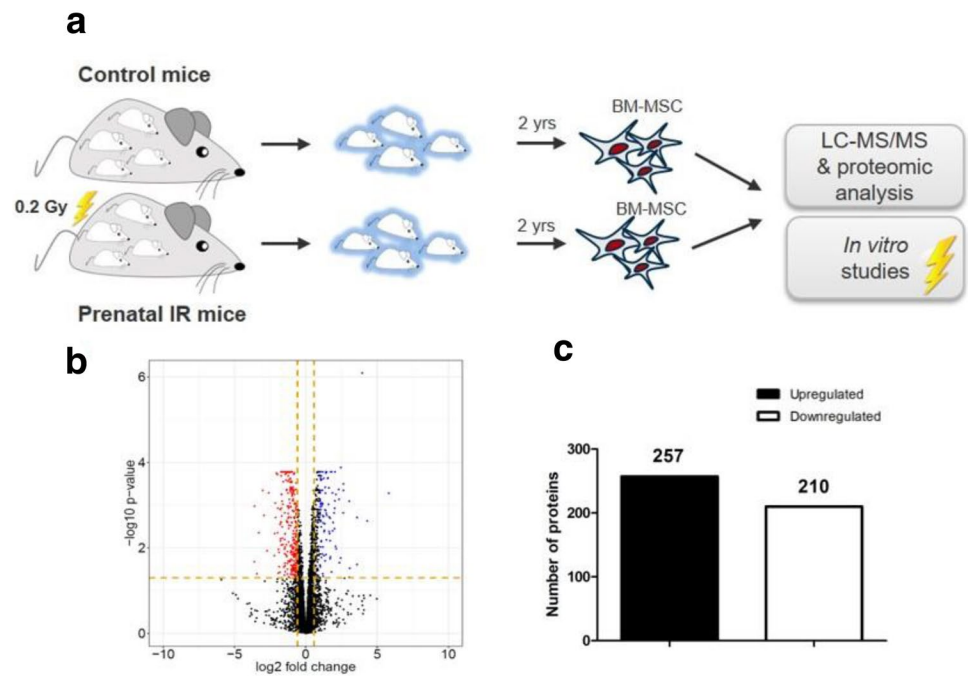 a
Control mice
BM-MSC
2 yrs
LC-MS/MS
& proteomic
analysis
0.2 Gy
BM-MSC
2 yrs
In vitro
studies
Prenatal IR mice
b
6
4
2
0
−log10 p−value
−10
−5
0
5
10
log2 fold change
c
Upregulated
Downregulated
300
200
100
0
Number of proteins
257
210